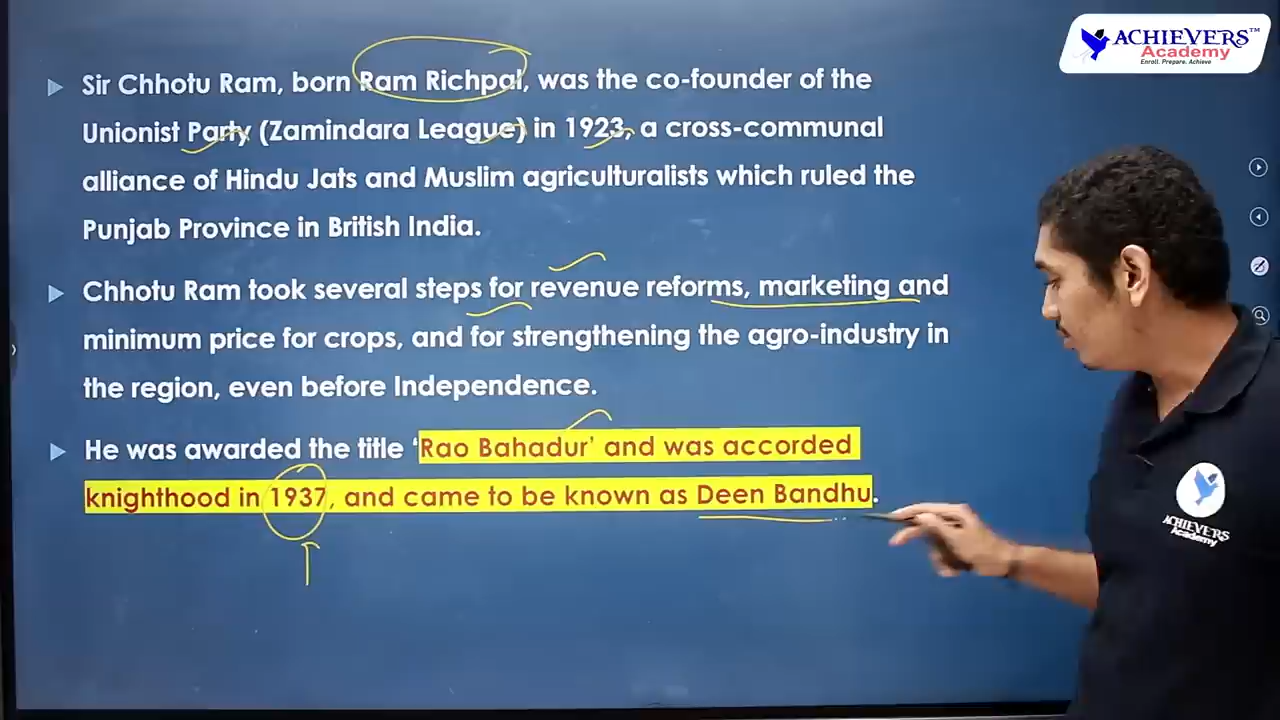 ACHIEVERS™
Academy
Enroll. Prepare. Achieve
Sir Chhotu Ram, born Ram Richpal, was the co-founder of the
Unionist Party (Zamindara League) in 1923, a cross-communal
alliance of Hindu Jats and Muslim agriculturalists which ruled the
Punjab Province in British India.
Chhotu Ram took several steps for revenue reforms, marketing and
minimum price for crops, and for strengthening the agro-industry in
the region, even before Independence.
He was awarded the title ‘Rao Bahadur’ and was accorded
knighthood in 1937, and came to be known as Deen Bandhu.
ACHIEVERS
Academy